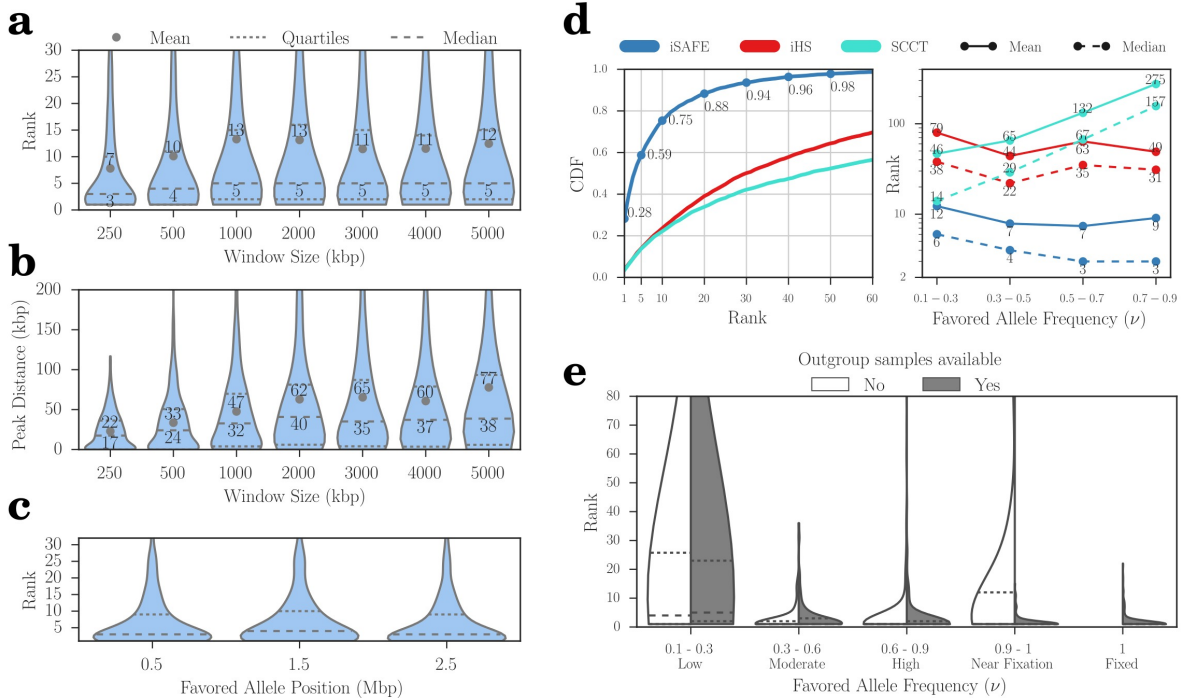 a
Mean Quartiles Median
Rank
30
25
20
15
10
5
0
7 10 13 13 11 11 12
3 4 5 5 5 5 5
250 500 1000 2000 3000 4000 5000
Window Size (kbp)
b
Peak Distance (kbp)
200
150
100
50
0
22 33 47 62 65 60 77
17 24 32 40 35 37 38
250 500 1000 2000 3000 4000 5000
Window Size (kbp)
c
Rank
30
25
20
15
10
5
0.5 1.5 2.5
Favored Allele Position (Mbp)
d
iSAFE iHS SCCT Mean Median
CDF
1.0
0.8
0.6
0.4
0.2
0.0
0.28 0.59 0.75 0.88 0.94 0.96 0.98
1 5 10 20 30 40 50 60
Rank
Rank
100
10
2
70 44 63 49
46 65 132 275
38 22 35 31
14 29 67 157
12 7 7 9
6 4 3 3
0.1 − 0.3 0.3 − 0.5 0.5 − 0.7 0.7 − 0.9
Favored Allele Frequency (ν)
e
Outgroup samples available
No Yes
Rank
80
70
60
50
40
30
20
10
0
0.1 - 0.3 0.3 - 0.6 0.6 - 0.9 0.9 - 1 1
Low Moderate High Near Fixation Fixed
Favored Allele Frequency (ν)